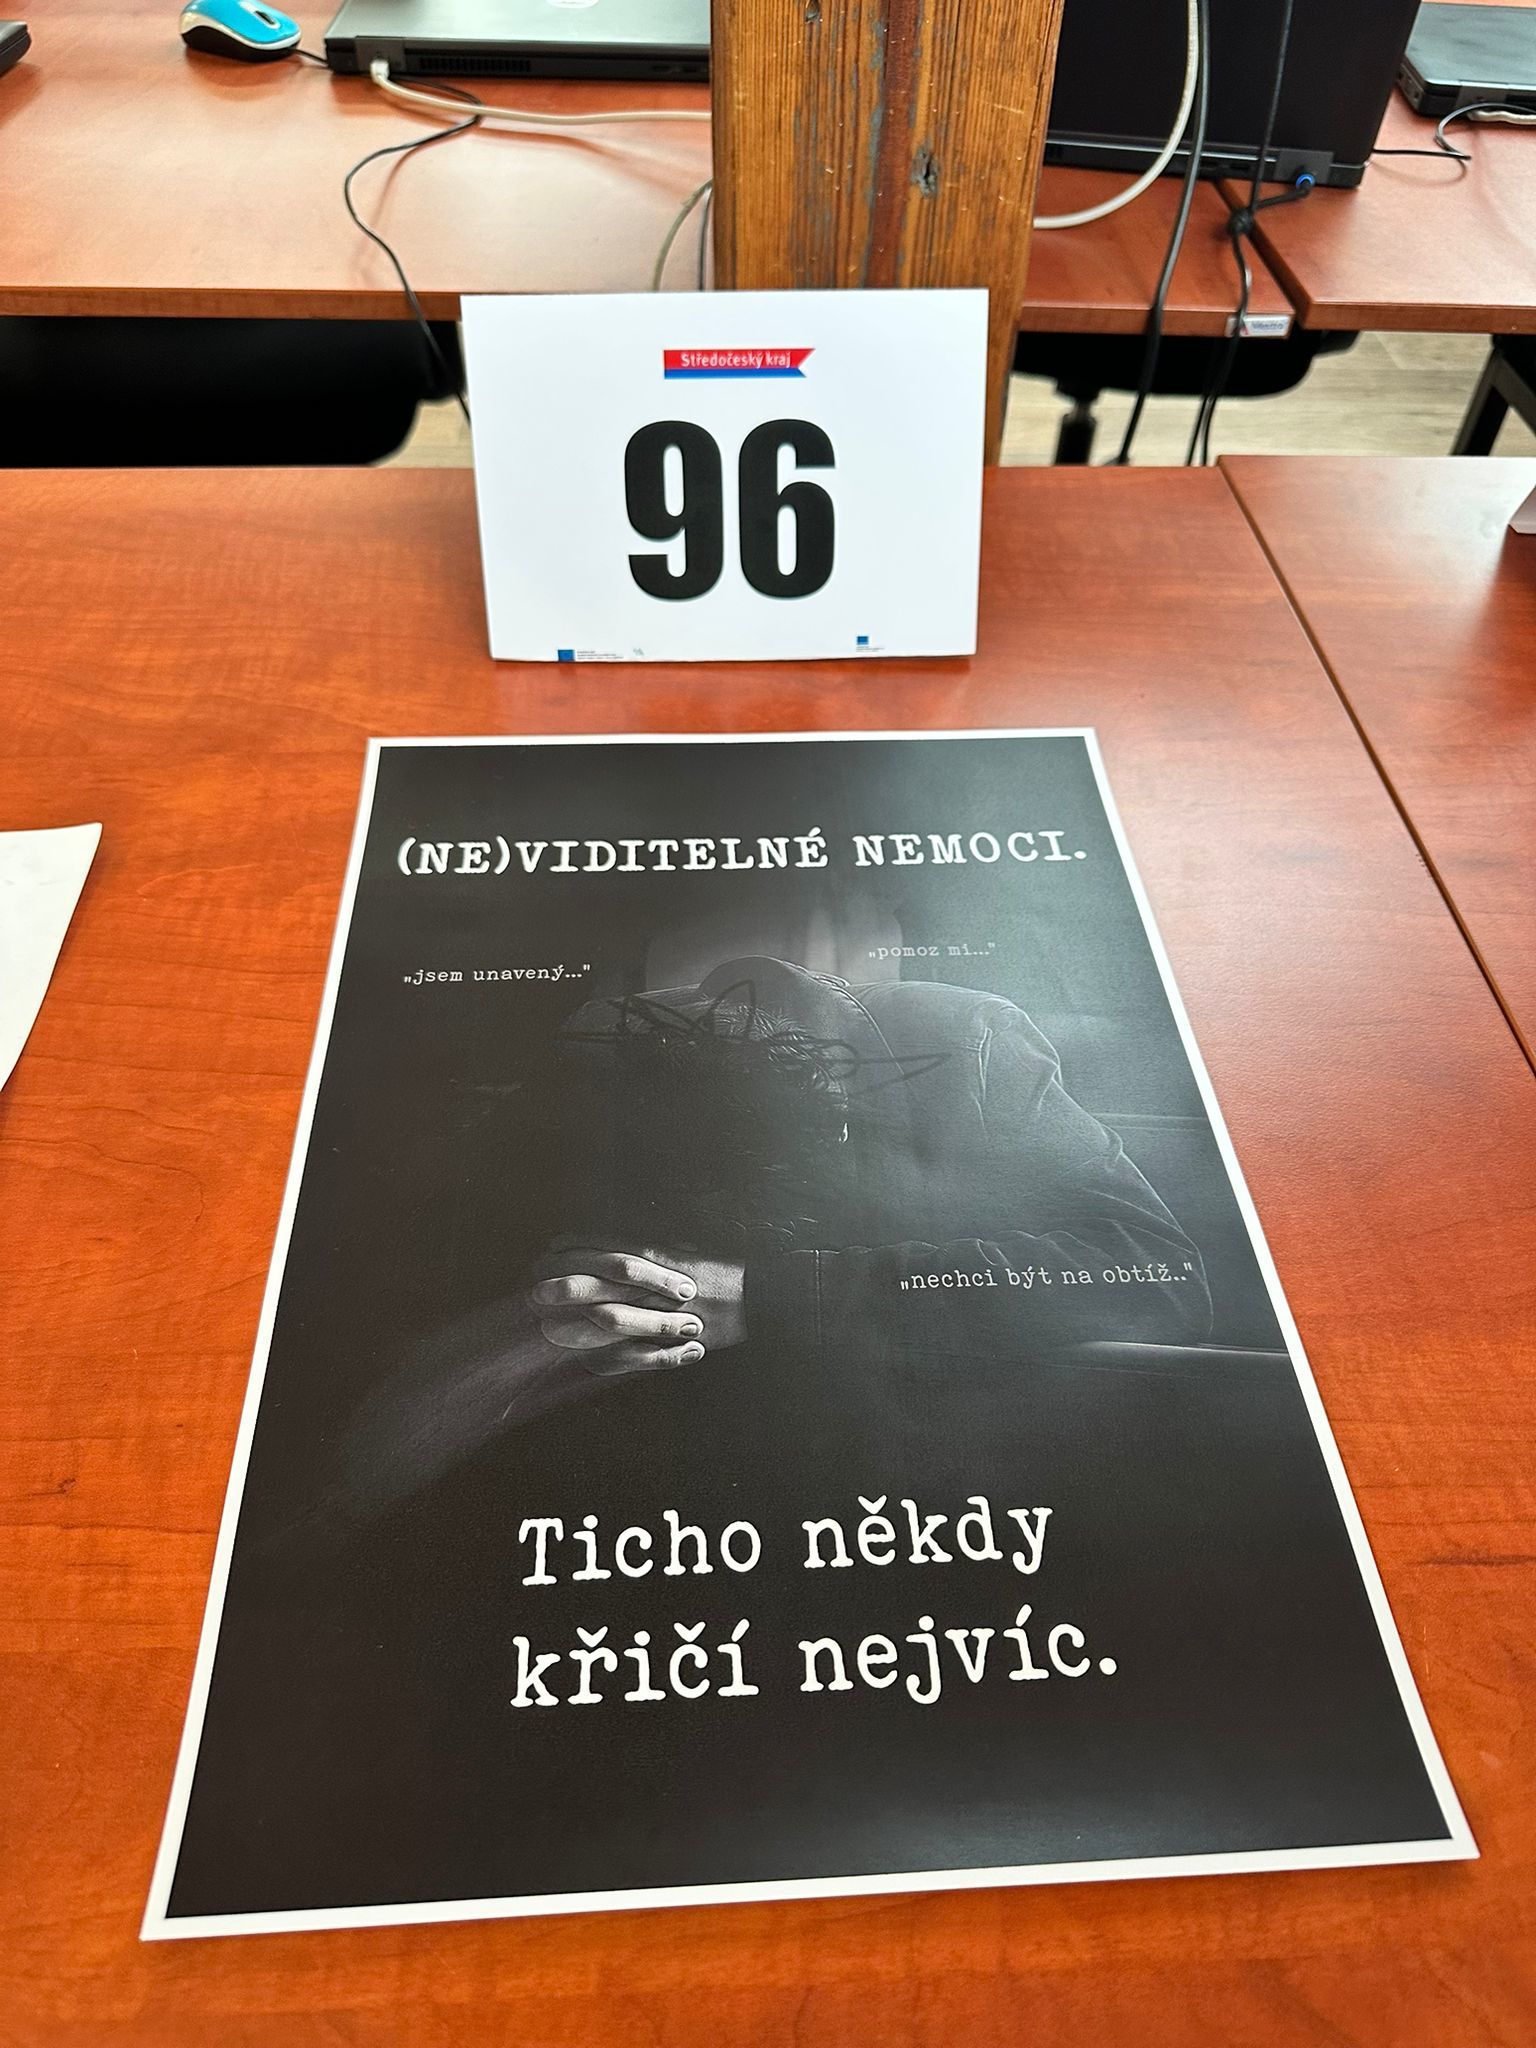 Středočeský kraj
96
(NE)VIDITELNÉ NEMOCI.
„pomoz mi..."
„jsem unavený..."
„nechci být na obtíž.."
Ticho někdy
křičí nejvíc.